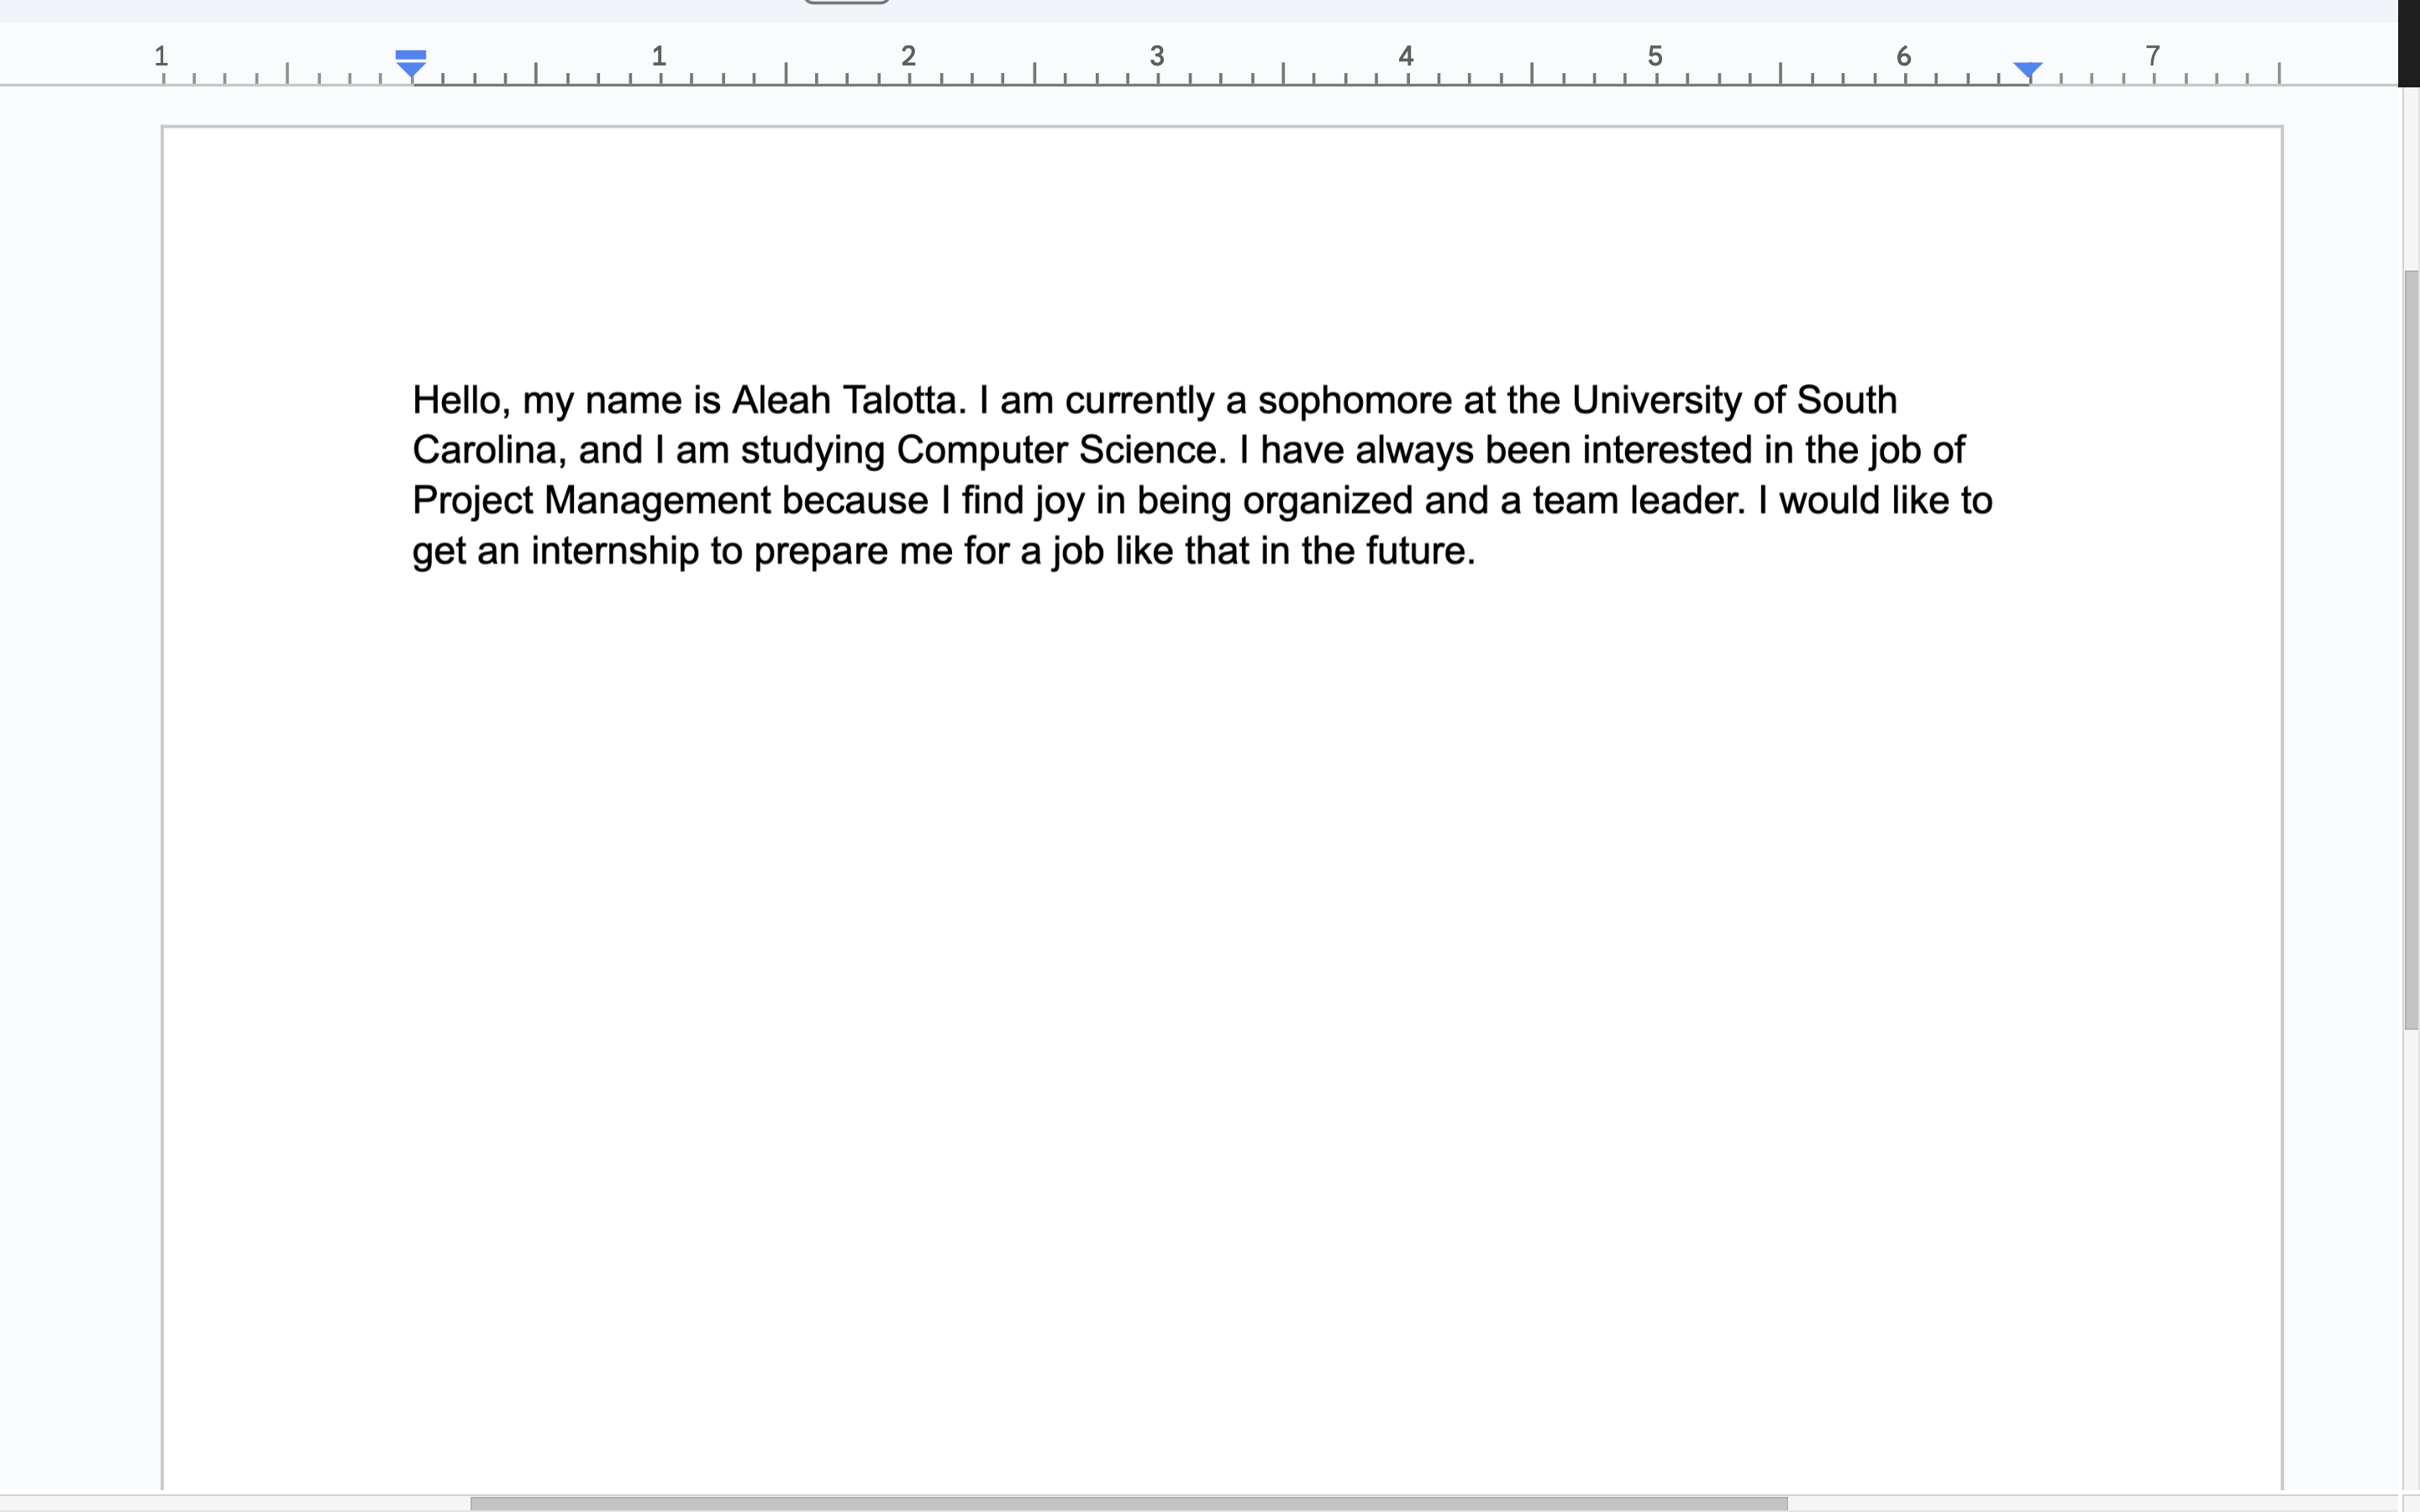 1 1 2 3 4 5 6 7
Hello, my name is Aleah Talotta. I am currently a sophomore at the University of South
Carolina, and I am studying Computer Science. I have always been interested in the job of
Project Management because I find joy in being organized and a team leader. I would like to
get an internship to prepare me for a job like that in the future.